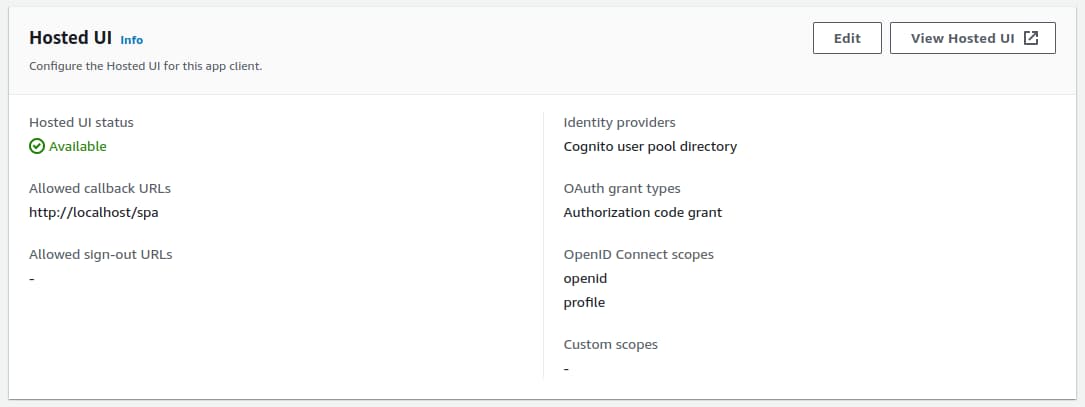 Hosted UI Info
Edit
View Hosted UI
Configure the Hosted UI for this app client.
Hosted UI status
Available
Allowed callback URLs
http://localhost/spa
Allowed sign-out URLs
-
Identity providers
Cognito user pool directory
OAuth grant types
Authorization code grant
OpenID Connect scopes
openid
profile
Custom scopes
-